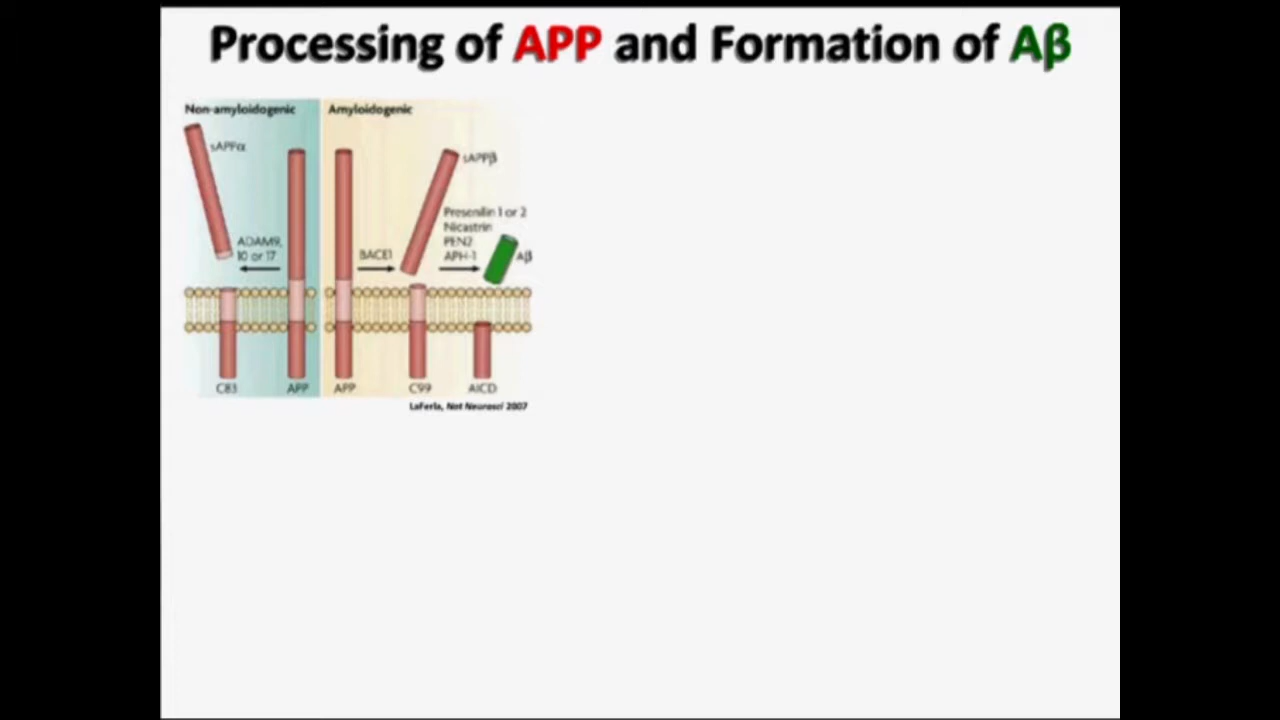 Processing of APP and Formation of Aβ
Non-amyloidogenic
Amyloidogenic
sAPPα
sAPPβ
ADAM9,
10 or 17
BACE1
Presenilin 1 or 2
Nicastrin
PEN2
APH-1
Aβ
C83
APP
APP
C99
AICD
LaFerla, Nat Neurosci 2007